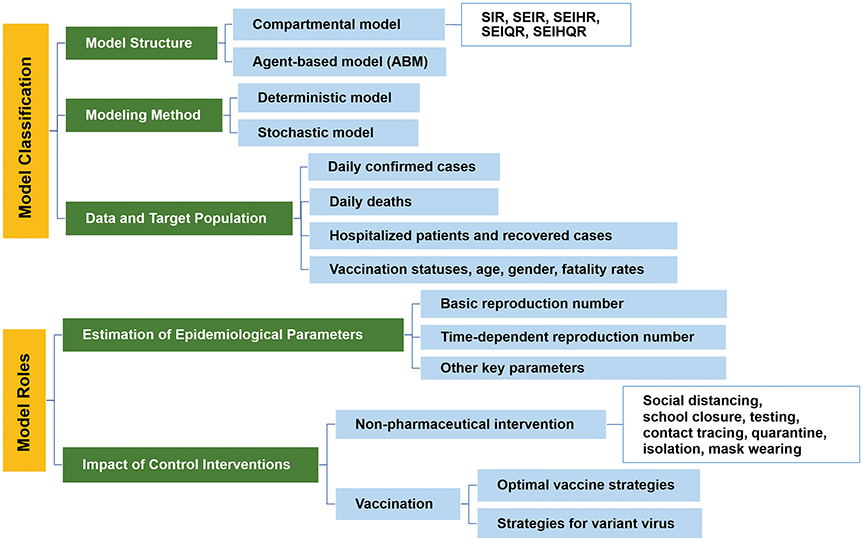 Model Classification
Model Structure
Compartmental model
SIR, SEIR, SEIHR,
SEIQR, SEIHQR
Agent-based model (ABM)
Modeling Method
Deterministic model
Stochastic model
Data and Target Population
Daily confirmed cases
Daily deaths
Hospitalized patients and recovered cases
Vaccination statuses, age, gender, fatality rates
Model Roles
Estimation of Epidemiological Parameters
Basic reproduction number
Time-dependent reproduction number
Other key parameters
Impact of Control Interventions
Non-pharmaceutical intervention
Social distancing,
school closure, testing,
contact tracing, quarantine,
isolation, mask wearing
Vaccination
Optimal vaccine strategies
Strategies for variant virus